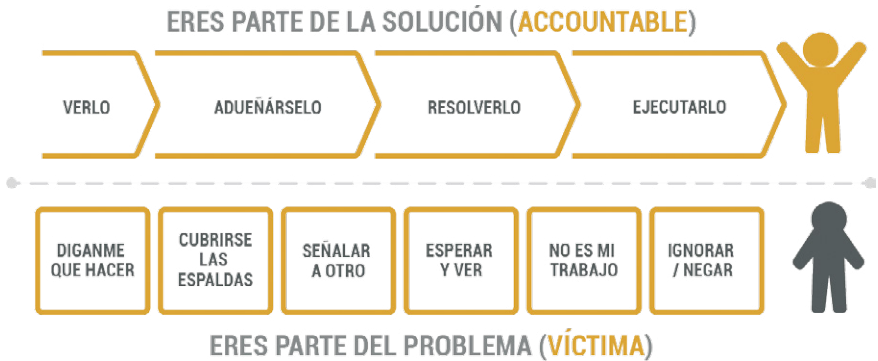 ERES PARTE DE LA SOLUCIÓN (ACCOUNTABLE)
VERLO
ADUEÑÁRSELO
RESOLVERLO
EJECUTARLO
DIGANME
QUE HACER
CUBRIRSE
LAS
ESPALDAS
SEÑALAR
A OTRO
ESPERAR
Y VER
NO ES MI
TRABAJO
IGNORAR
/ NEGAR
ERES PARTE DEL PROBLEMA (VÍCTIMA)